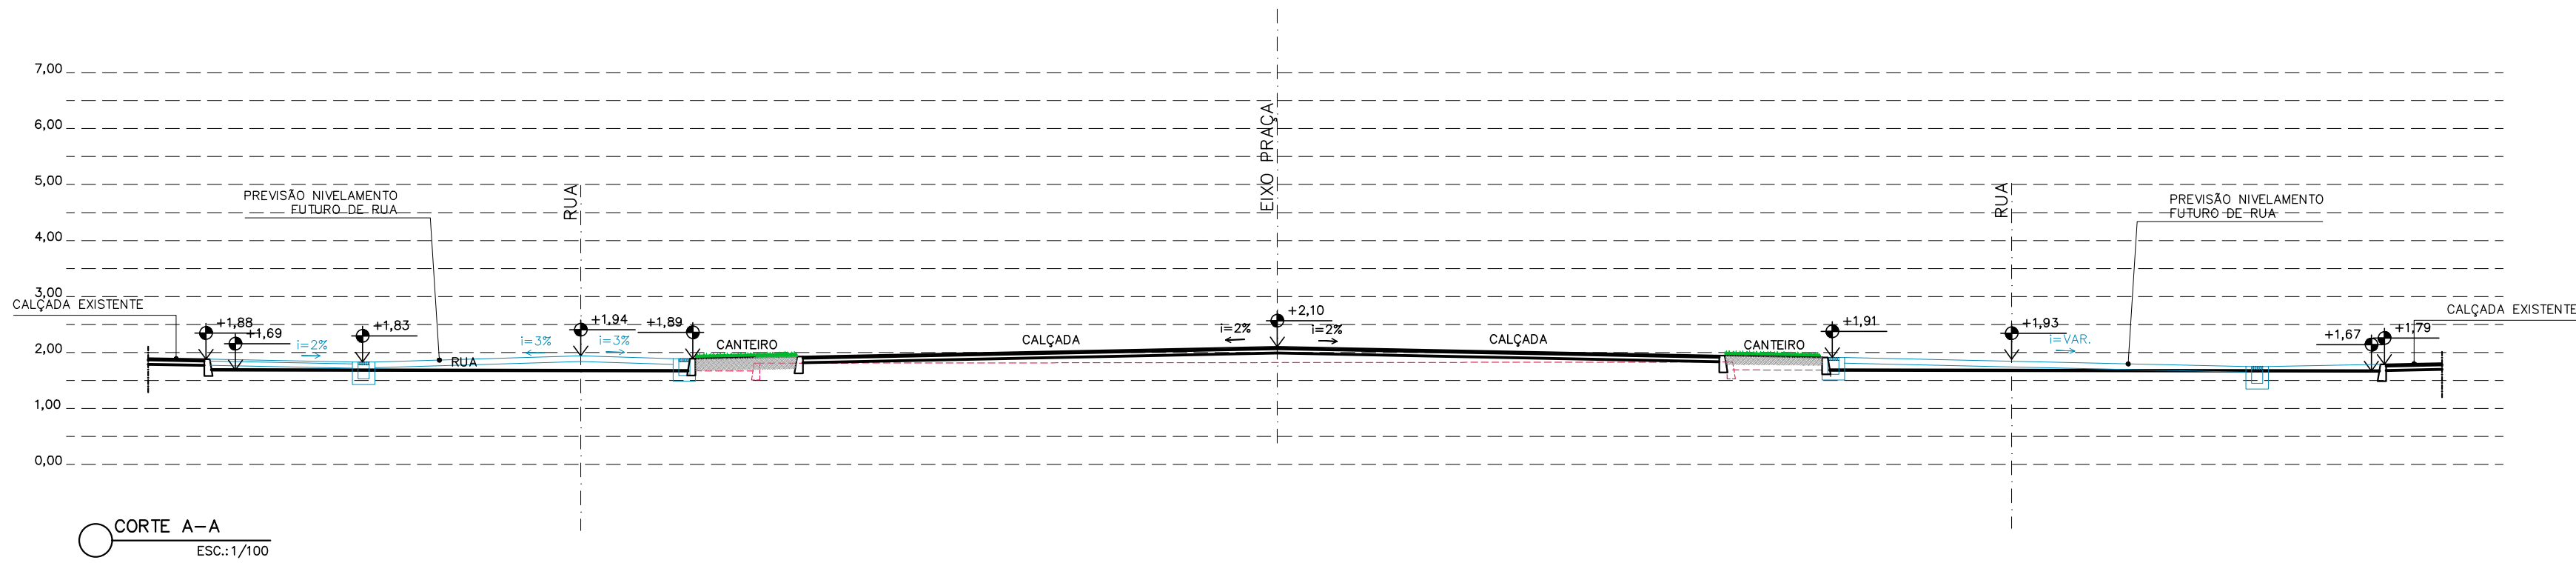 7,00
6,00
EIXO PRAÇA
5,00
PREVISÃO NIVELAMENTO
FUTURO DE RUA
RUA
RUA
PREVISÃO NIVELAMENTO
FUTURO DE RUA
4,00
3,00
CALÇADA EXISTENTE
CALÇADA EXISTENTE
+1,88
+1,69
i=2%
+1,83
i=3%
+1,94
i=3%
+1,89
CANTEIRO
CALÇADA
i=2%
+2,10
i=2%
CALÇADA
CANTEIRO
+1,91
+1,93
i=VAR.
+1,67
+1,79
2,00
RUA
1,00
0,00
CORTE A-A
ESC.:1/100